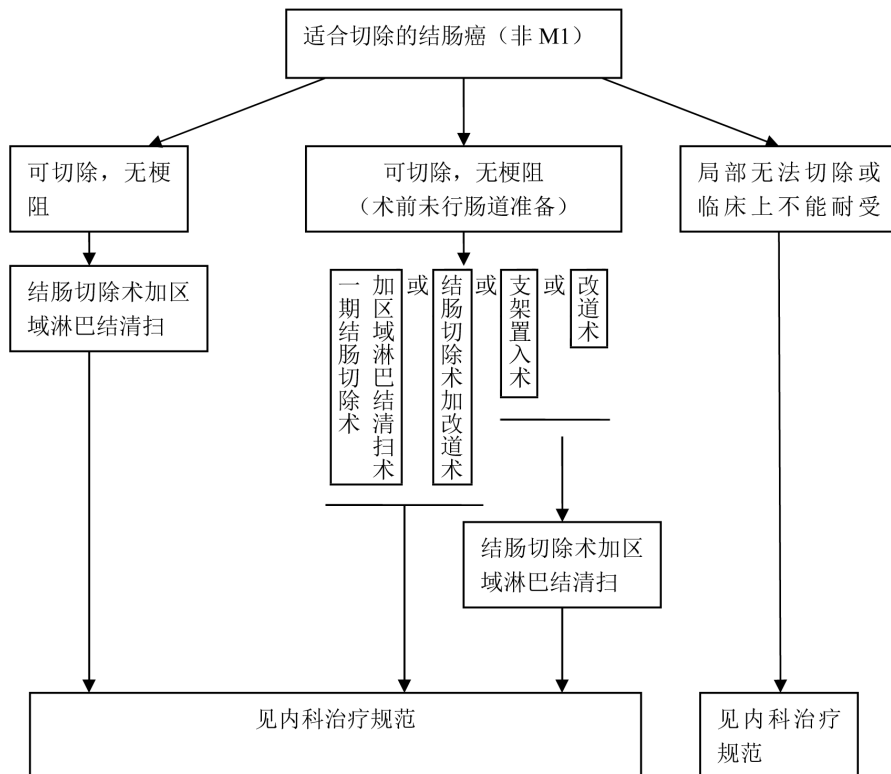 适合切除的结肠癌（非 M1）
可切除，无梗
阻
可切除，无梗阻
（术前未行肠道准备）
局部无法切除或
临床上不能耐受
结肠切除术加区
域淋巴结清扫
一期结肠切除术
加区域淋巴结清扫术
或
结肠切除术加改道术
或
支架置入术
或
改道术
结肠切除术加区
域淋巴结清扫
见内科治疗规范
见内科治疗
规范